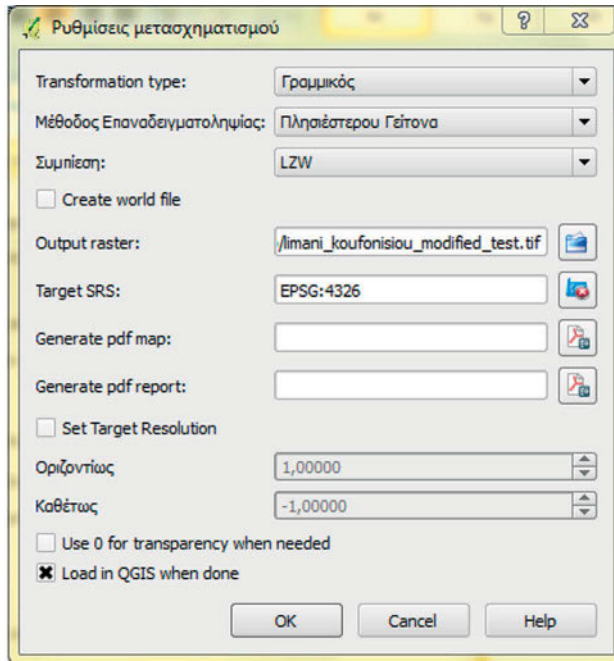 Ρυθμίσεις μετασχηματισμού
Transformation type: Γραμμικός
Μέθοδος Επαναδειγματοληψίας: Πλησιέστερου Γείτονα
Συμπίεση: LZW
Create world file
Output raster: /limani_koufonisiou_modified_test.tif
Target SRS: EPSG:4326
Generate pdf map:
Generate pdf report:
Set Target Resolution
Οριζοντίως 1,00000
Καθέτως -1,00000
Use 0 for transparency when needed
Load in QGIS when done
OK Cancel Help